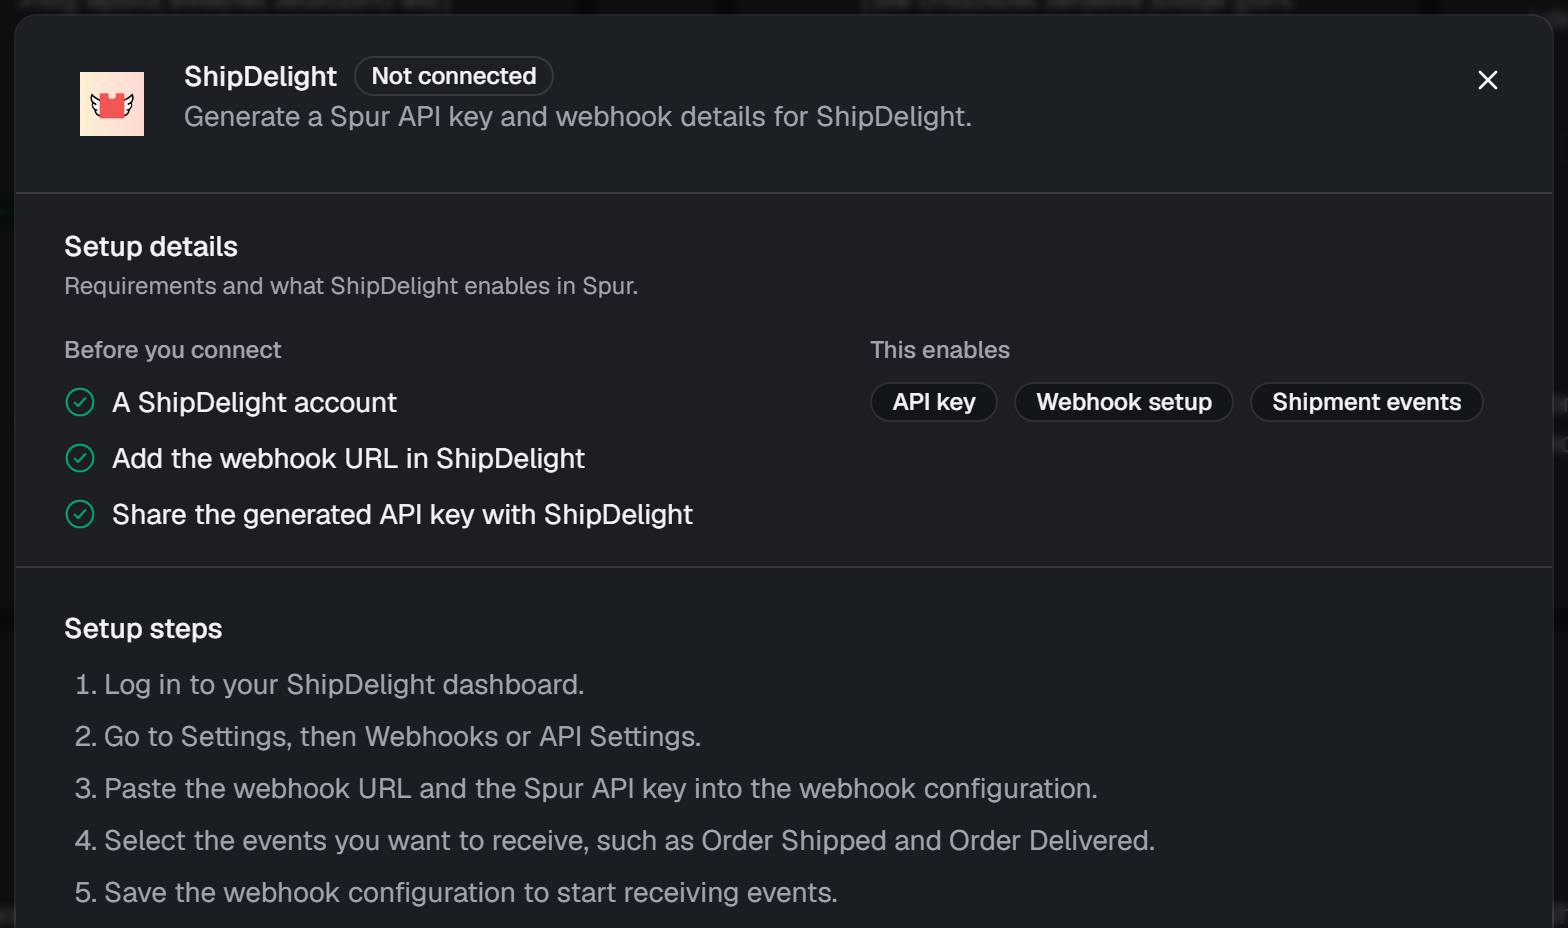 ShipDelight
Not connected
Generate a Spur API key and webhook details for ShipDelight.
Setup details
Requirements and what ShipDelight enables in Spur.
Before you connect
A ShipDelight account
Add the webhook URL in ShipDelight
Share the generated API key with ShipDelight
This enables
API key
Webhook setup
Shipment events
Setup steps
1. Log in to your ShipDelight dashboard.
2. Go to Settings, then Webhooks or API Settings.
3. Paste the webhook URL and the Spur API key into the webhook configuration.
4. Select the events you want to receive, such as Order Shipped and Order Delivered.
5. Save the webhook configuration to start receiving events.